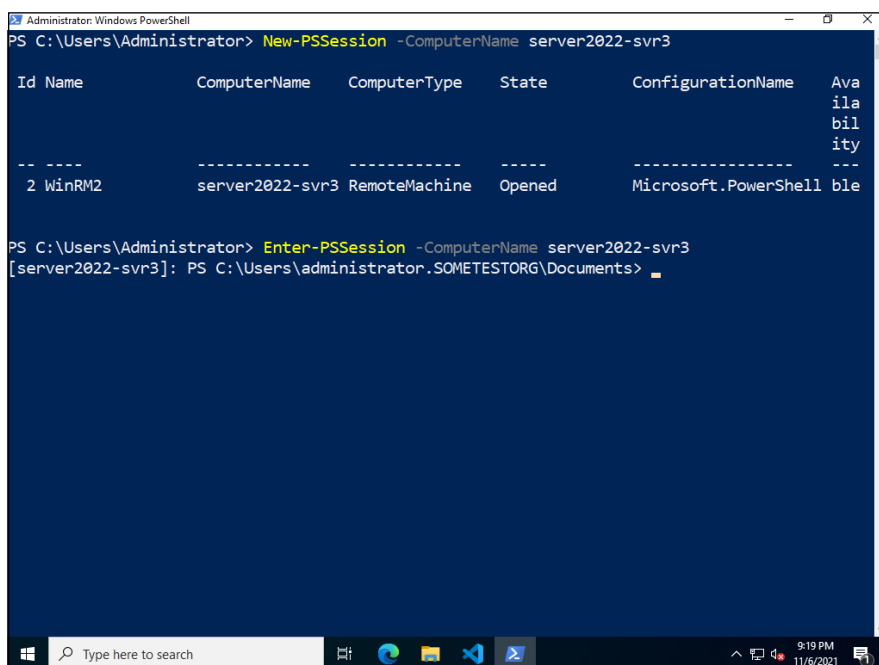 Administrator: Windows PowerShell
PS C:\Users\Administrator> New-PSSession -ComputerName server2022-svr3
Id Name ComputerName ComputerType State ConfigurationName Ava
ila
bil
ity
-- ---- ------------ ------------ ----- ----------------- ---
2 WinRM2 server2022-svr3 RemoteMachine Opened Microsoft.PowerShell ble
PS C:\Users\Administrator> Enter-PSSession -ComputerName server2022-svr3
[server2022-svr3]: PS C:\Users\administrator.SOMETESTORG\Documents>
Type here to search
9:19 PM
11/6/2021
1